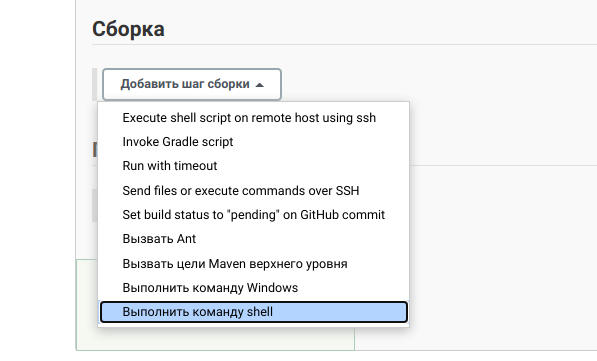 Сборка
Добавить шаг сборки
Execute shell script on remote host using ssh
Invoke Gradle script
Run with timeout
Send files or execute commands over SSH
Set build status to "pending" on GitHub commit
Вызвать Ant
Вызвать цели Maven верхнего уровня
Выполнить команду Windows
Выполнить команду shell